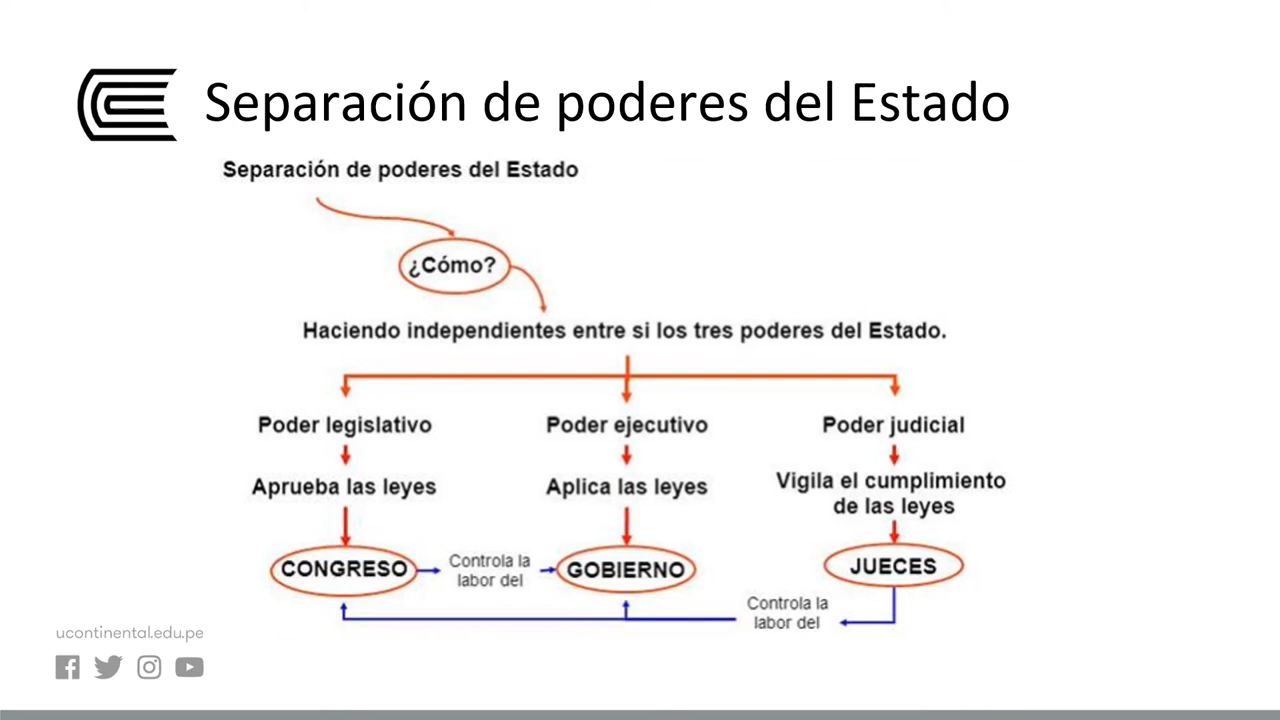 Separación de poderes del Estado
Separación de poderes del Estado
¿Cómo?
Haciendo independientes entre si los tres poderes del Estado.
Poder legislativo
Poder ejecutivo
Poder judicial
Aprueba las leyes
Aplica las leyes
Vigila el cumplimiento
de las leyes
CONGRESO
Controla la
labor del
GOBIERNO
JUECES
Controla la
labor del
ucontinental.edu.pe